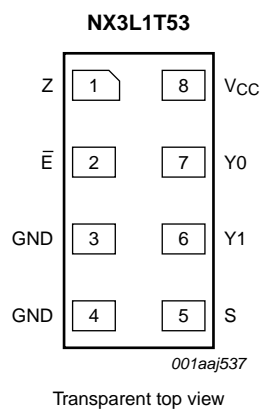 NX3L1T53
Z 1 8 VCC
E̅ 2 7 Y0
GND 3 6 Y1
GND 4 5 S
001aaj537
Transparent top view